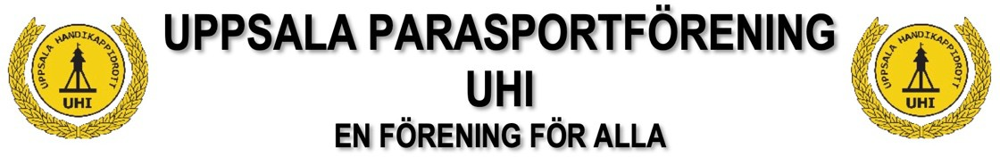 UPPSALA HANDIKAPPIDROTT
UHI
UPPSALA PARASPORTFÖRENING
UHI
EN FÖRENING FÖR ALLA
UPPSALA HANDIKAPPIDROTT
UHI